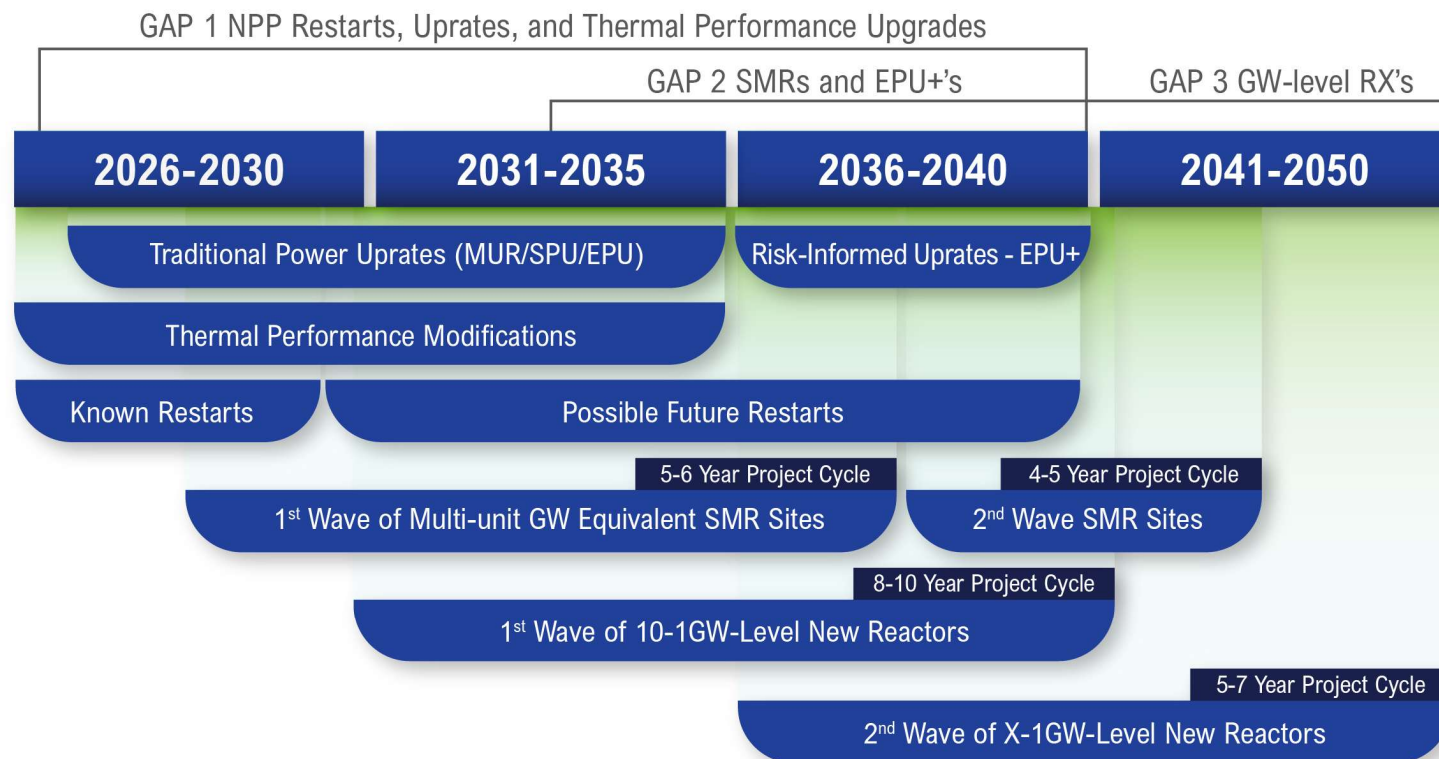 GAP 1 NPP Restarts, Uprates, and Thermal Performance Upgrades
GAP 2 SMRs and EPU+'s
GAP 3 GW-level RX's
2026-2030
2031-2035
2036-2040
2041-2050
Traditional Power Uprates (MUR/SPU/EPU)
Risk-Informed Uprates - EPU+
Thermal Performance Modifications
Known Restarts
Possible Future Restarts
5-6 Year Project Cycle
4-5 Year Project Cycle
1st Wave of Multi-unit GW Equivalent SMR Sites
2nd Wave SMR Sites
8-10 Year Project Cycle
1st Wave of 10-1GW-Level New Reactors
5-7 Year Project Cycle
2nd Wave of X-1GW-Level New Reactors